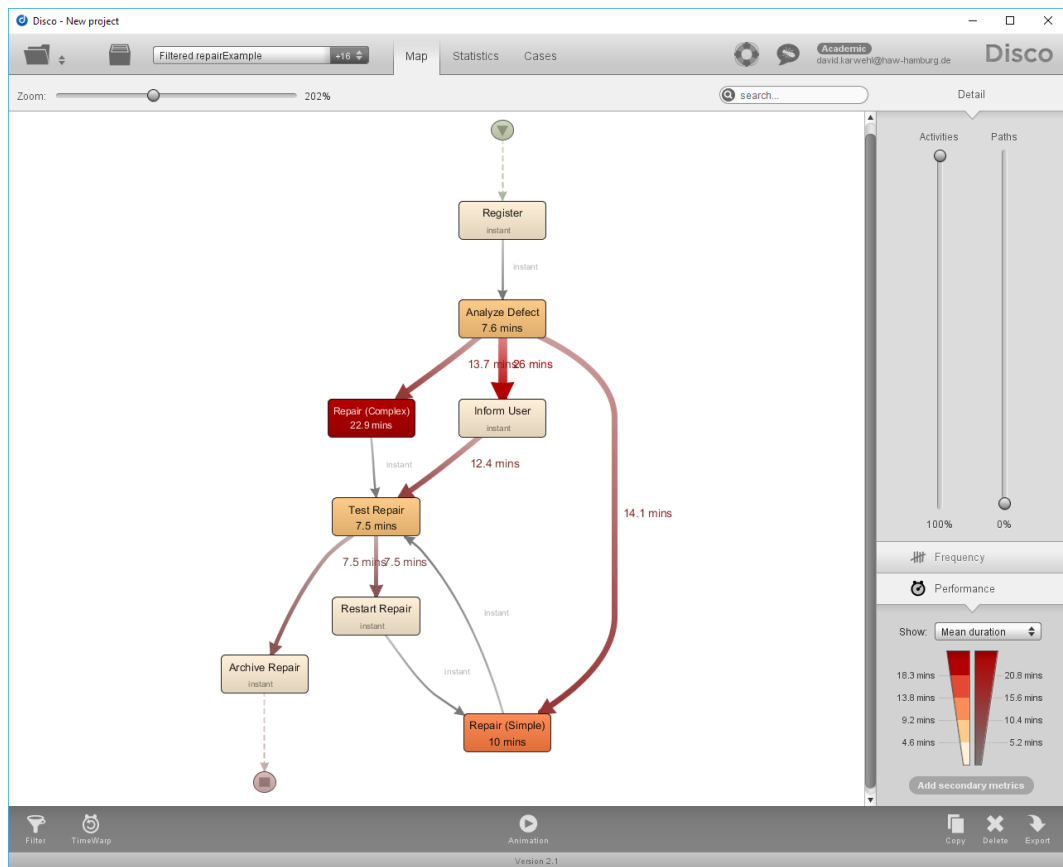 Disco - New project
Filtered repairExample
+16
Map
Statistics
Cases
Academic
david.karwehl@haw-hamburg.de
Disco
Zoom:
202%
search...
Detail
Activities
Paths
100%
0%
Register
instant
instant
Analyze Defect
7.6 mins
13.7 mins
26 mins
Repair (Complex)
22.9 mins
Inform User
instant
instant
12.4 mins
Test Repair
7.5 mins
14.1 mins
7.5 mins
7.5 mins
Restart Repair
instant
instant
Archive Repair
instant
instant
Repair (Simple)
10 mins
Frequency
Performance
Show:
Mean duration
18.3 mins
20.8 mins
13.8 mins
15.6 mins
9.2 mins
10.4 mins
4.6 mins
5.2 mins
Add secondary metrics
Filter
TimeWarp
Animation
Copy
Delete
Export
Version 2.1